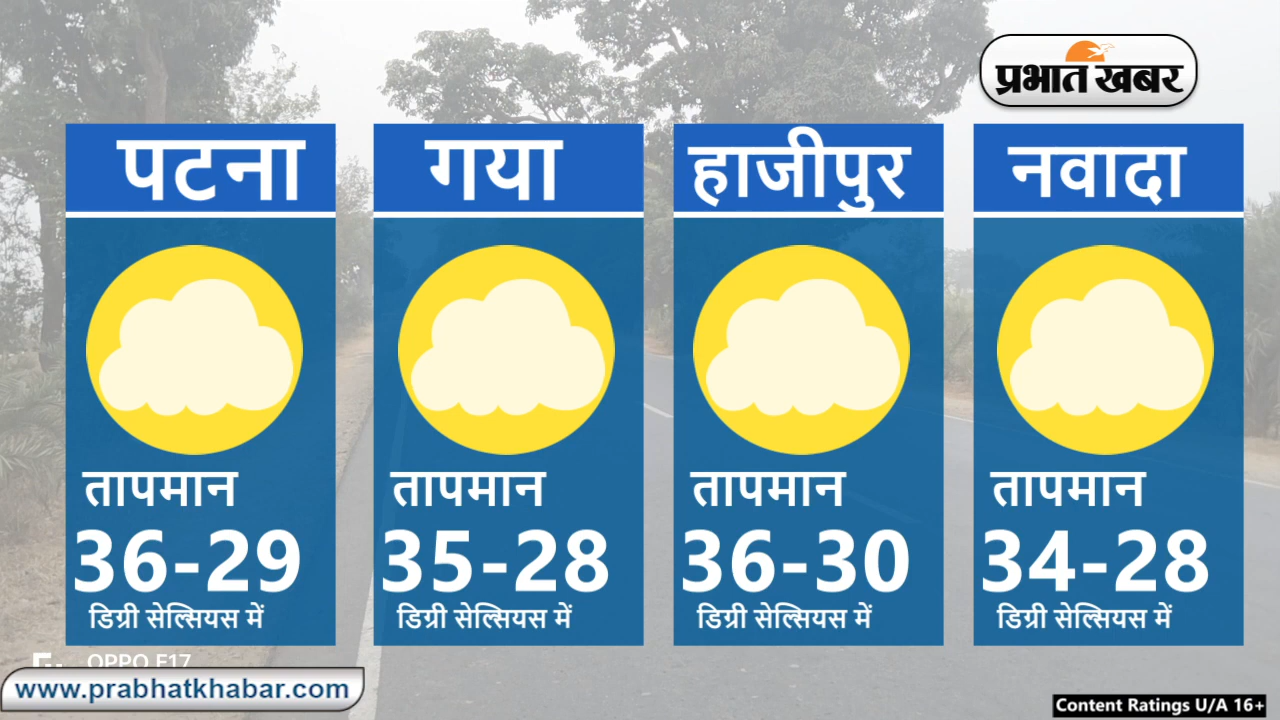 प्रभात खबर
पटना
तापमान
36-29
डिग्री सेल्सियस में
गया
तापमान
35-28
डिग्री सेल्सियस में
हाजीपुर
तापमान
36-30
डिग्री सेल्सियस में
नवादा
तापमान
34-28
डिग्री सेल्सियस में
OPPO F17
www.prabhatkhabar.com
Content Ratings U/A 16+